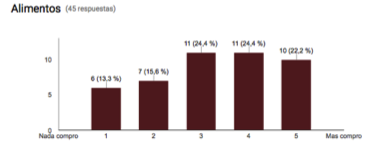 Alimentos (45 respuestas)
11 (24,4 %) 11 (24,4 %)
10 (22,2 %)
7 (15,6 %)
6 (13,3 %)
10
5
0
Nada compro 1 2 3 4 5 Mas compro